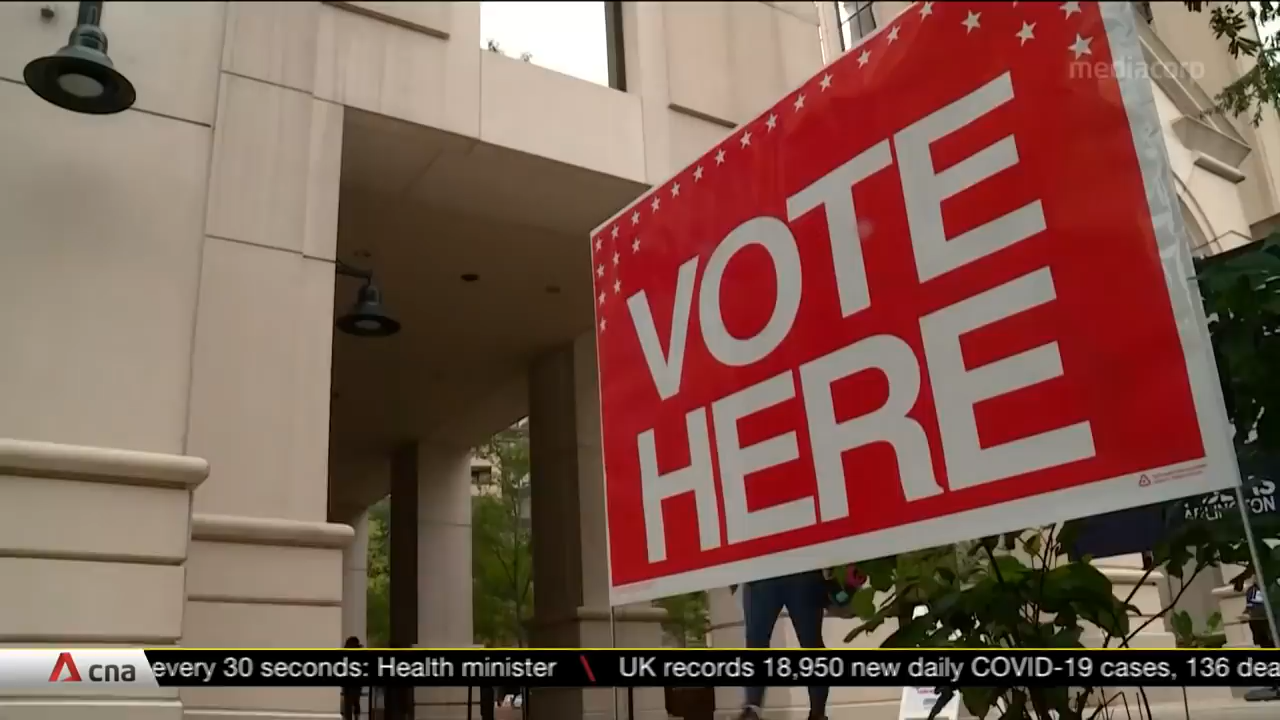 mediacorp
VOTE
HERE
ARLINGTON
cna
every 30 seconds: Health minister \ UK records 18,950 new daily COVID-19 cases, 136 dea